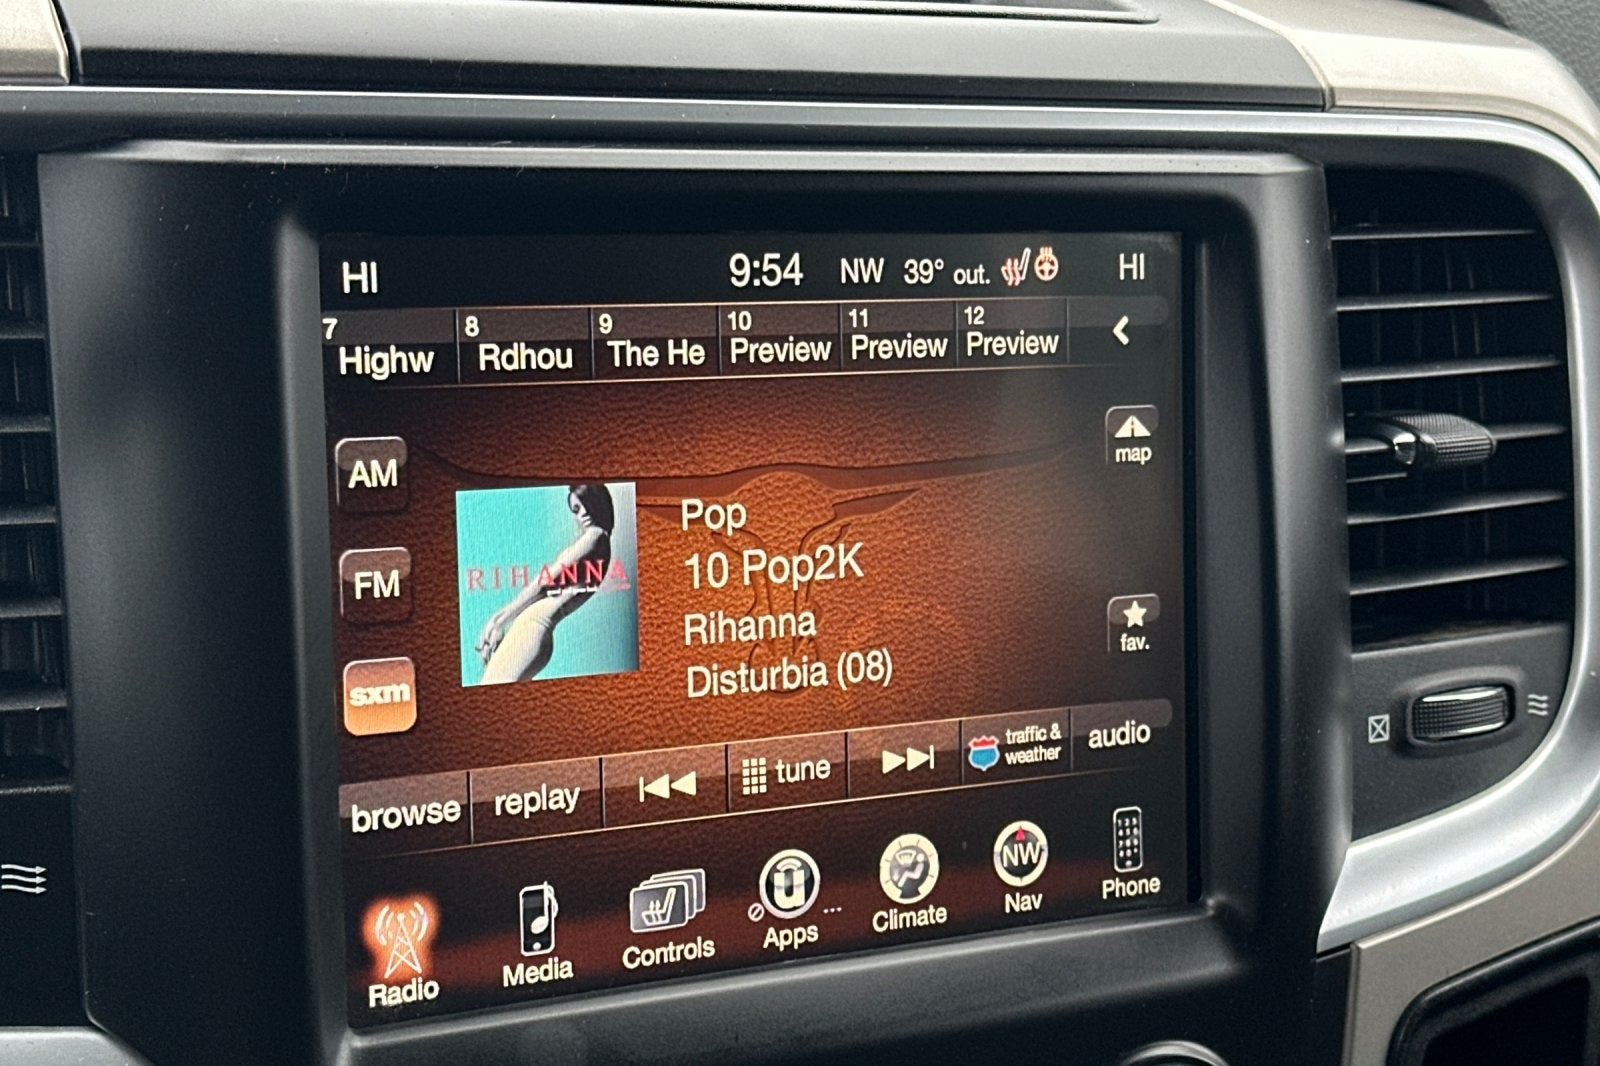 HI 9:54 NW 39° out. HI
7 Highw 8 Rdhou 9 The He 10 Preview 11 Preview 12 Preview
AM
map
Pop
10 Pop2K
FM
RIHANNA
Rihanna
fav.
sxm
Disturbia (08)
browse replay tune traffic & weather audio
Radio Media Controls Apps ... Climate NW Nav Phone